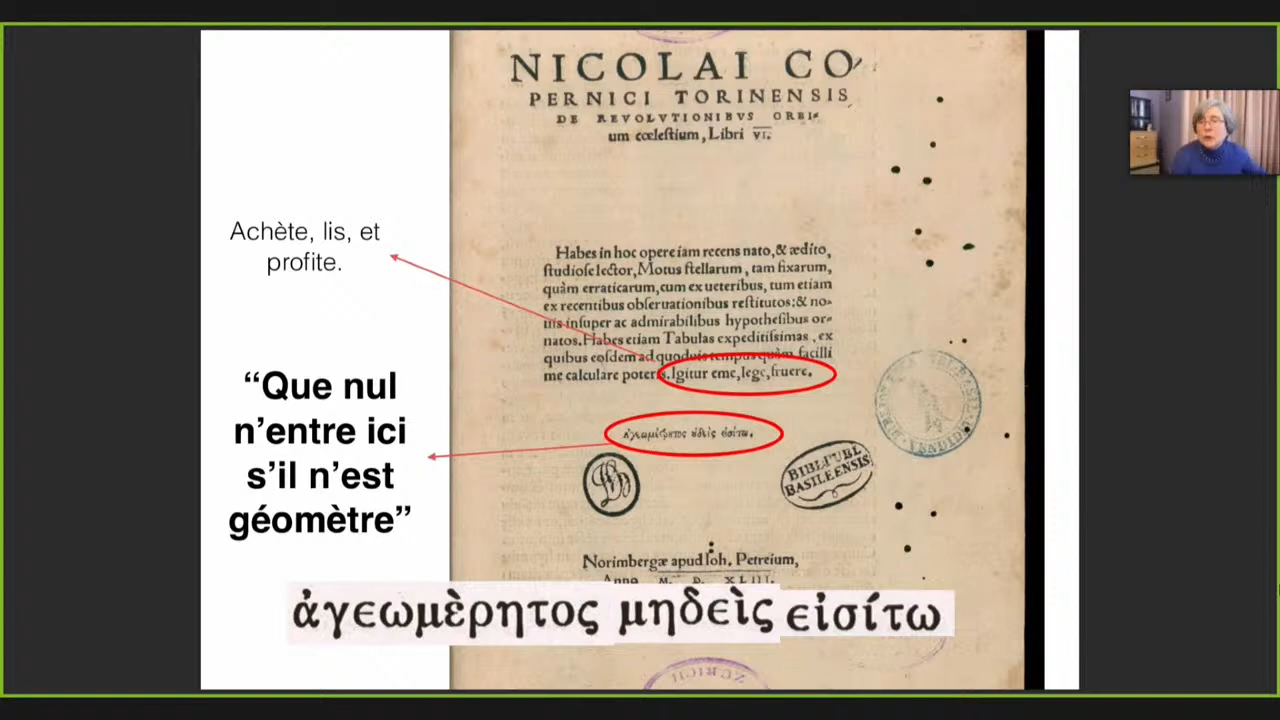 NICOLAI CO
PERNICI TORINENSIS
DE REVOLVTIONIBVS ORBI=
um cœlestium, Libri VI.
Achète, lis, et
profite.
Habes in hoc opere iam recens nato, & ædito,
studiose lector, Motus stellarum, tam fixarum,
quàm erraticarum, cum ex ueteribus, tum etiam
ex recentibus obseruationibus restitutos: & no=
uis insuper ac admirabilibus hypothesibus or=
natos. Habes etiam Tabulas expeditissimas, ex
quibus eosdem ad quoduis tempus quàm facilli
me calculare poteris. Igitur eme, lege, fruere.
“Que nul
n’entre ici
s’il n’est
géomètre”
BIBL. PUBL.
BASILEENSIS
Norimbergæ apud Ioh. Petreium,
Anno M. D. XLIII.
ἀγεωμὲρητος μηδεὶς εἰσίτω